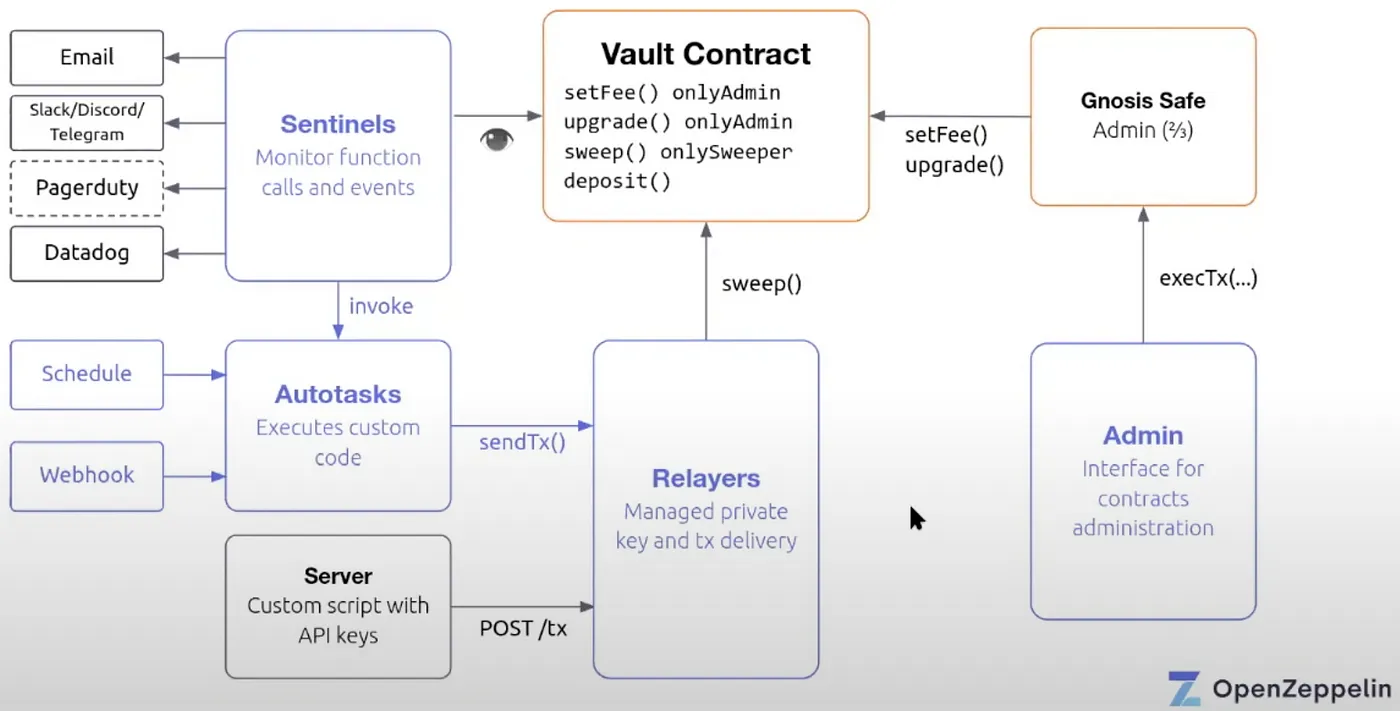 Email
Slack/Discord/
Telegram
Pagerduty
Datadog
Sentinels
Monitor function
calls and events
invoke
Schedule
Webhook
Autotasks
Executes custom
code
sendTx()
Server
Custom script with
API keys
POST /tx
Vault Contract
setFee() onlyAdmin
upgrade() onlyAdmin
sweep() onlySweeper
deposit()
sweep()
Relayers
Managed private
key and tx delivery
setFee()
upgrade()
Gnosis Safe
Admin (⅔)
execTx(...)
Admin
Interface for
contracts
administration
OpenZeppelin